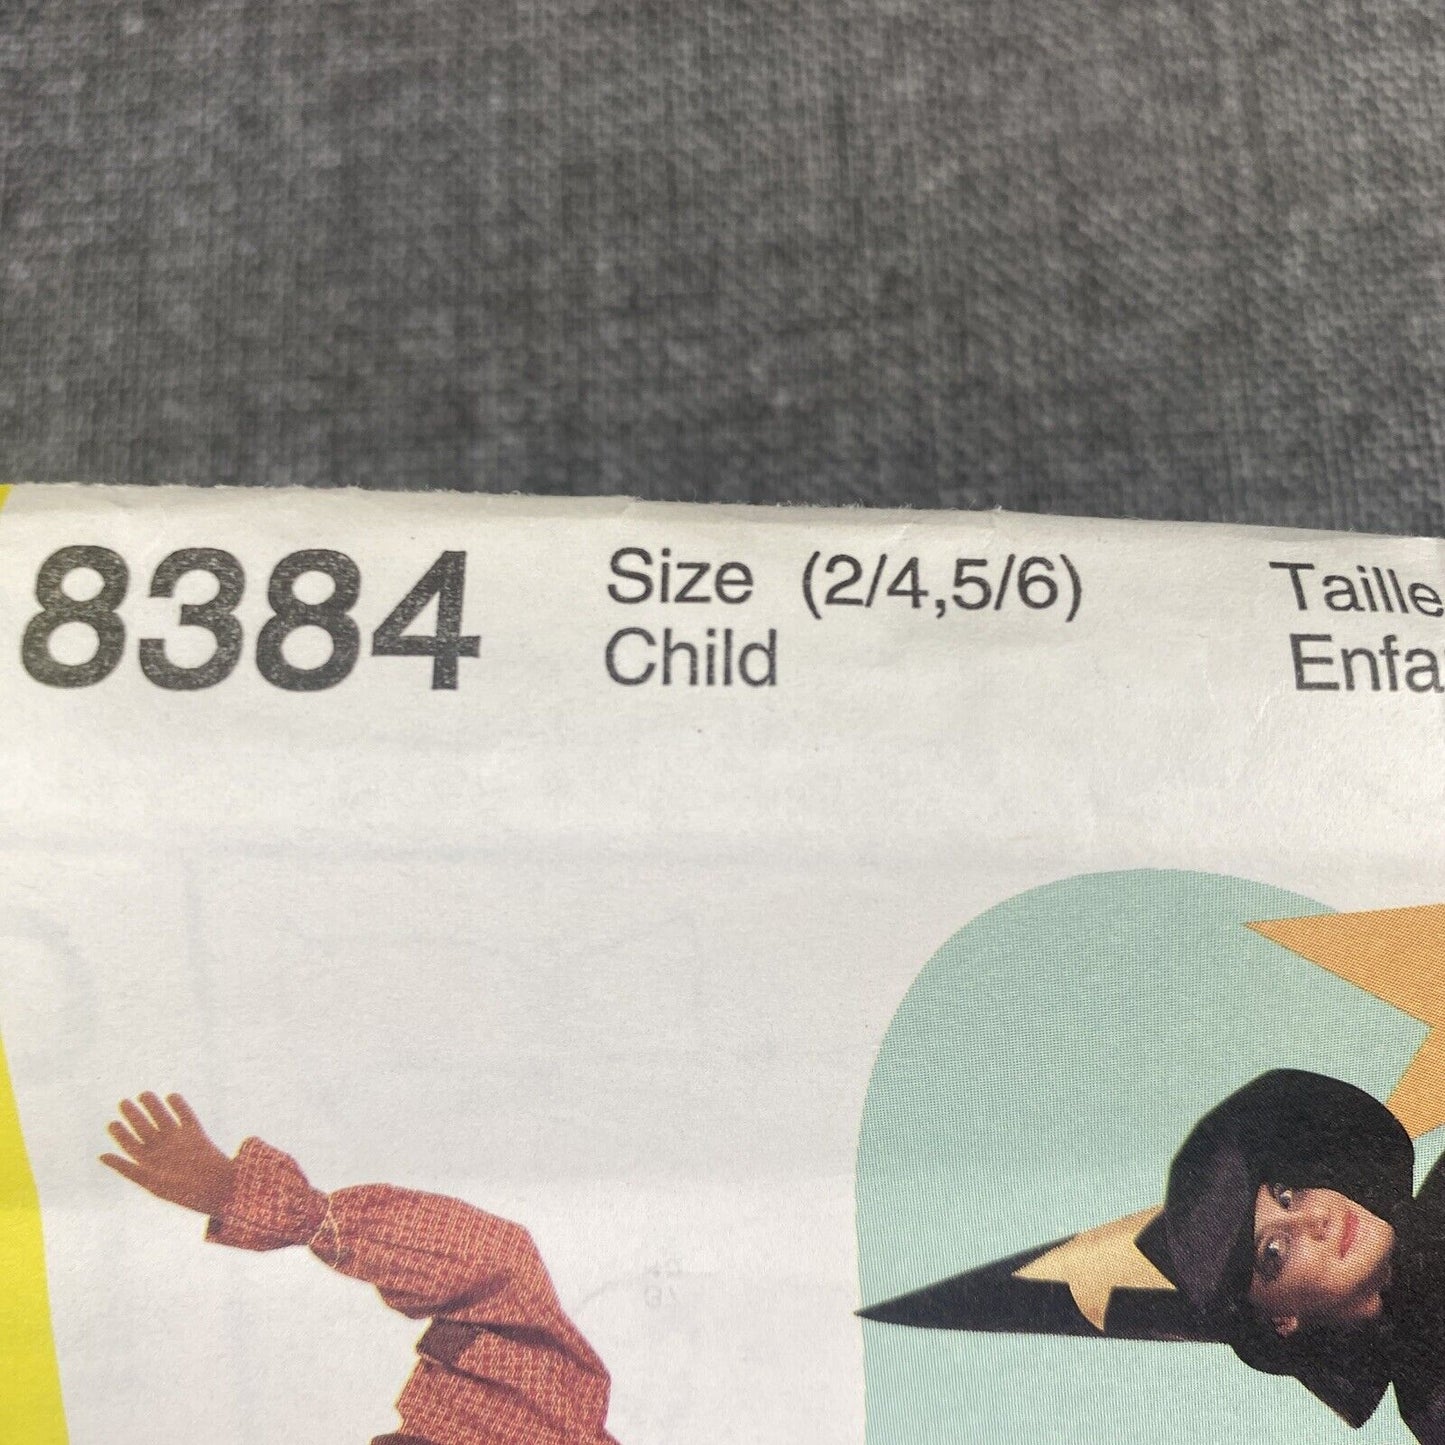 8384 Size (2/4,5/6) Taille
Child Enfa